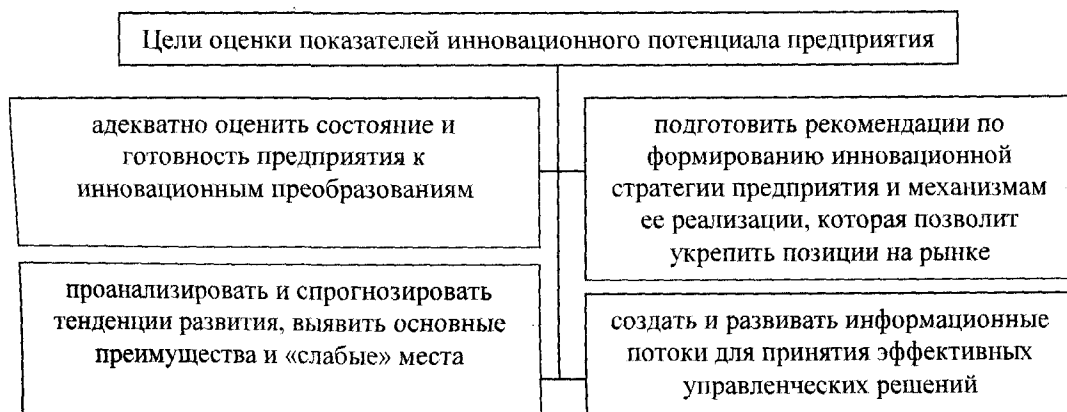 Цели оценки показателей инновационного потенциала предприятия
адекватно оценить состояние и
готовность предприятия к
инновационным преобразованиям
подготовить рекомендации по
формированию инновационной
стратегии предприятия и механизмам
ее реализации, которая позволит
укрепить позиции на рынке
проанализировать и спрогнозировать
тенденции развития, выявить основные
преимущества и «слабые» места
создать и развивать информационные
потоки для принятия эффективных
управленческих решений